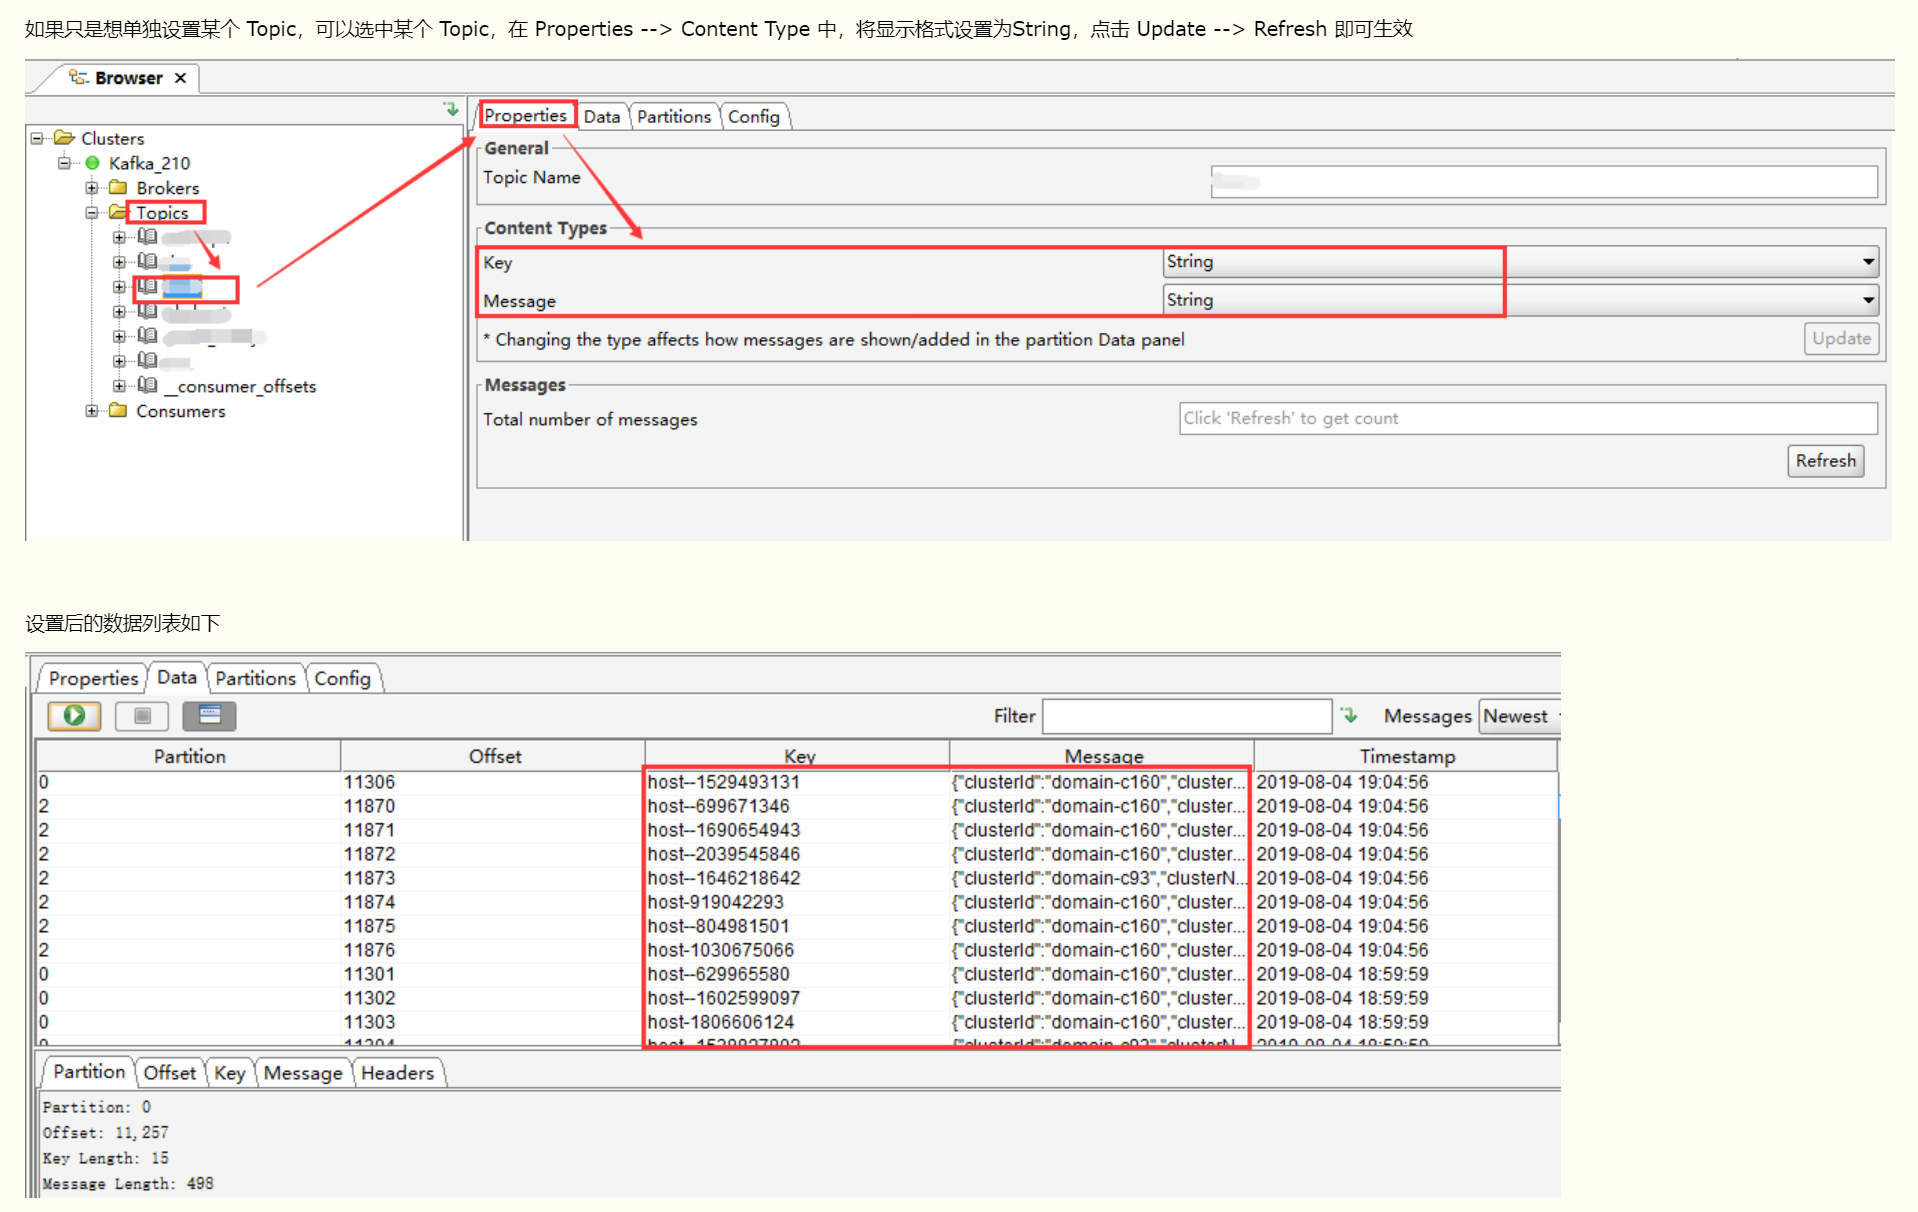 如果只是想单独设置某个 Topic，可以选中某个 Topic，在 Properties --> Content Type 中，将显示格式设置为String，点击 Update --> Refresh 即可生效
Browser
Clusters
Kafka_210
Brokers
Topics
__consumer_offsets
Consumers
Properties Data Partitions Config
General
Topic Name
Content Types
Key String
Message String
* Changing the type affects how messages are shown/added in the partition Data panel
Update
Messages
Total number of messages Click 'Refresh' to get count
Refresh
设置后的数据列表如下
Properties Data Partitions Config
Filter Messages Newest
Partition Offset Key Message Timestamp
0 11306 host--1529493131 {"clusterId":"domain-c160","cluster... 2019-08-04 19:04:56
2 11870 host--699671346 {"clusterId":"domain-c160","cluster... 2019-08-04 19:04:56
2 11871 host--1690654943 {"clusterId":"domain-c160","cluster... 2019-08-04 19:04:56
2 11872 host--2039545846 {"clusterId":"domain-c160","cluster... 2019-08-04 19:04:56
2 11873 host--1646218642 {"clusterId":"domain-c93","clusterN... 2019-08-04 19:04:56
2 11874 host-919042293 {"clusterId":"domain-c160","cluster... 2019-08-04 19:04:56
2 11875 host--804981501 {"clusterId":"domain-c160","cluster... 2019-08-04 19:04:56
2 11876 host-1030675066 {"clusterId":"domain-c160","cluster... 2019-08-04 19:04:56
0 11301 host--629965580 {"clusterId":"domain-c160","cluster... 2019-08-04 18:59:59
0 11302 host--1602599097 {"clusterId":"domain-c160","cluster... 2019-08-04 18:59:59
0 11303 host-1806606124 {"clusterId":"domain-c160","cluster... 2019-08-04 18:59:59
Partition Offset Key Message Headers
Partition: 0
Offset: 11,257
Key Length: 15
Message Length: 498